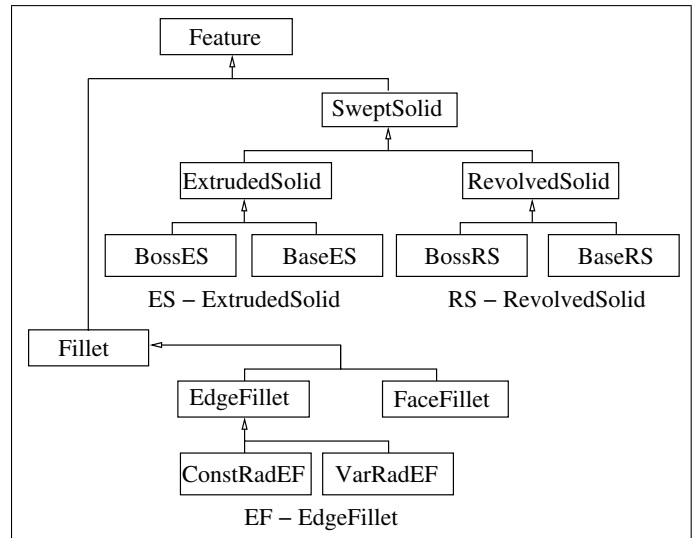 Feature
SweptSolid
ExtrudedSolid
RevolvedSolid
BossES
BaseES
BossRS
BaseRS
ES – ExtrudedSolid
RS – RevolvedSolid
Fillet
EdgeFillet
FaceFillet
ConstRadEF
VarRadEF
EF – EdgeFillet